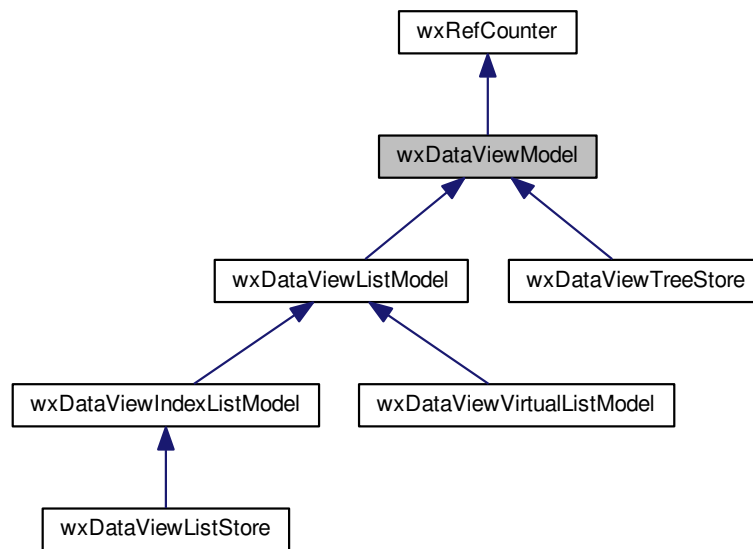 wxRefCounter
wxDataViewModel
wxDataViewListModel
wxDataViewTreeStore
wxDataViewIndexListModel
wxDataViewVirtualListModel
wxDataViewListStore